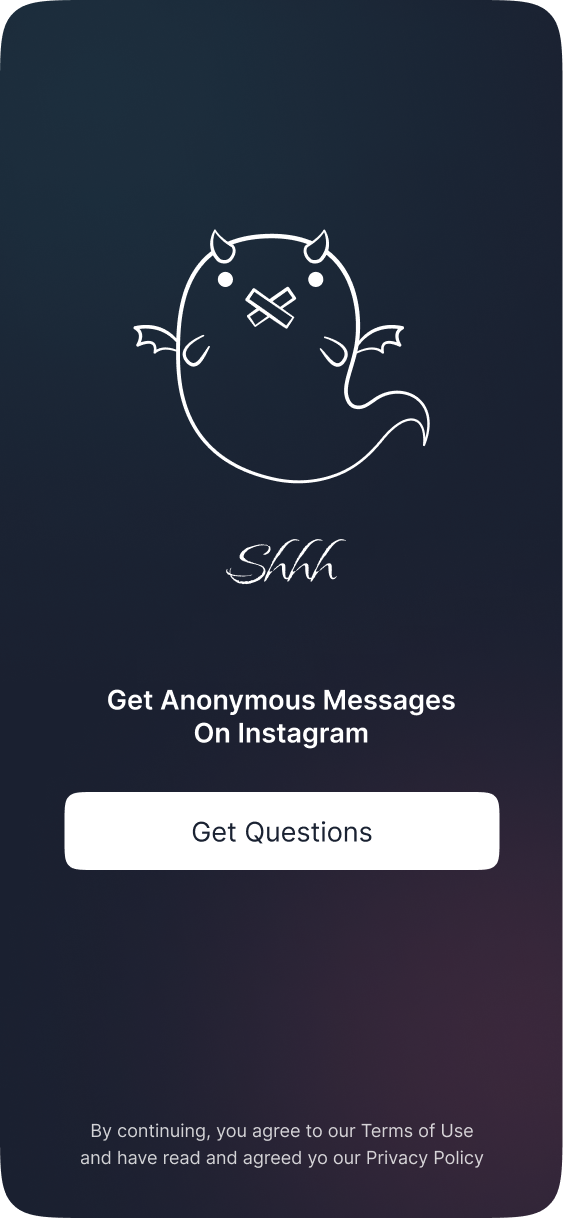 Shhh
Get Anonymous Messages
On Instagram
Get Questions
By continuing, you agree to our Terms of Use
and have read and agreed yo our Privacy Policy